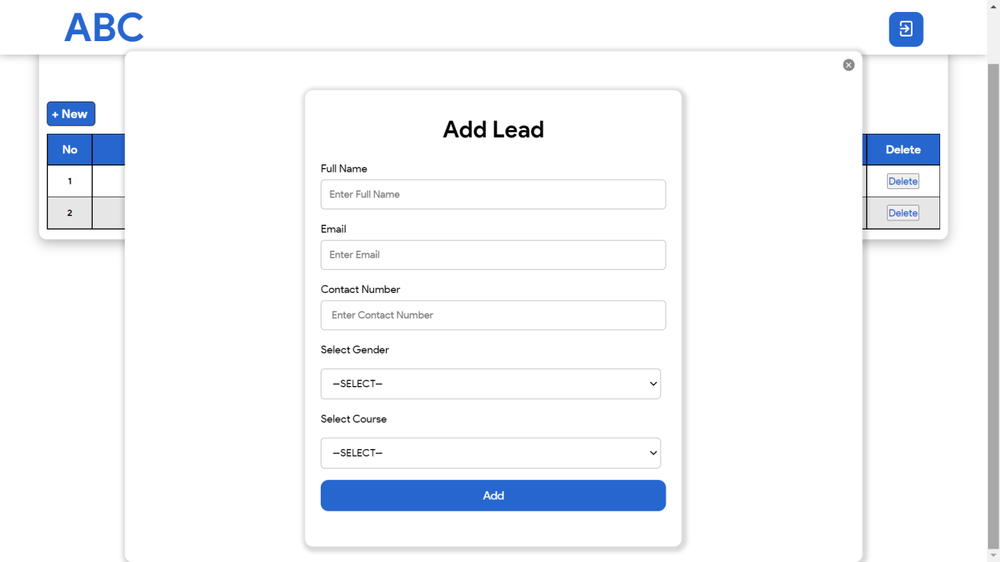 ABC
+ New
No Delete
1 Delete
2 Delete
Add Lead
Full Name
Enter Full Name
Email
Enter Email
Contact Number
Enter Contact Number
Select Gender
--SELECT--
Select Course
--SELECT--
Add